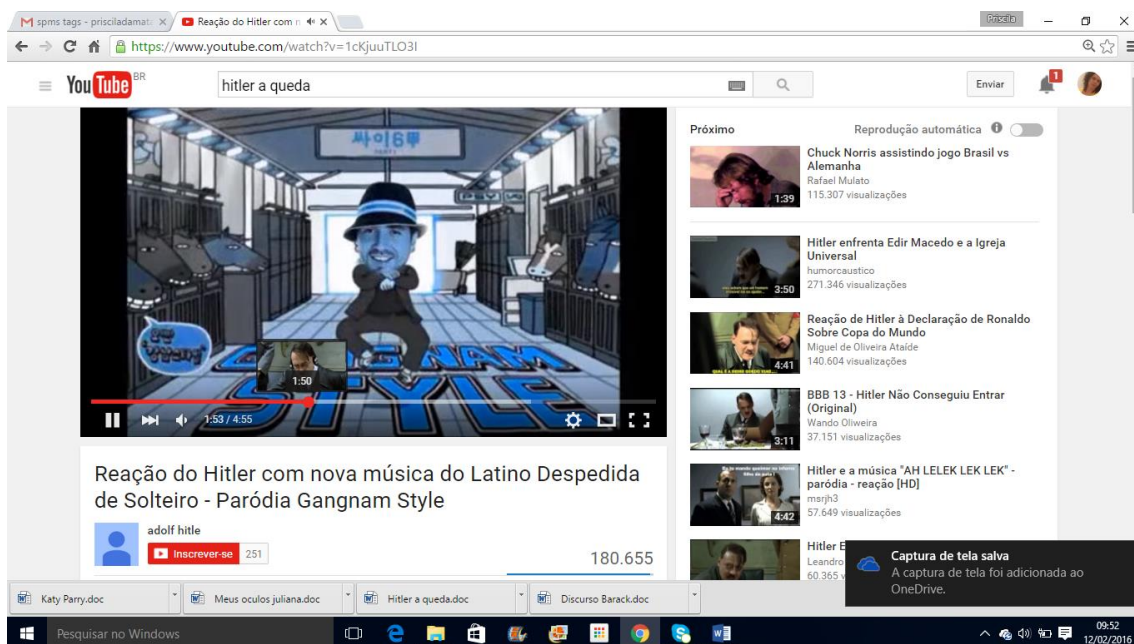 spms tags - prisciladamata
Reação do Hitler com n
Priscila
https://www.youtube.com/watch?v=1cKjuuTLO3I
YouTube BR
hitler a queda
Enviar
1
싸이6甲
GANGNAM
STYLE
1:50
1:53 / 4:55
Reação do Hitler com nova música do Latino Despedida
de Solteiro - Paródia Gangnam Style
adolf hitle
Inscrever-se 251
180.655
Próximo
Reprodução automática
Chuck Norris assistindo jogo Brasil vs
Alemanha
Rafael Mulato
115.307 visualizações
1:39
Hitler enfrenta Edir Macedo e a Igreja
Universal
humorcaustico
271.346 visualizações
3:50
Reação de Hitler à Declaração de Ronaldo
Sobre Copa do Mundo
Miguel de Oliveira Ataíde
140.604 visualizações
4:41
BBB 13 - Hitler Não Conseguiu Entrar
(Original)
Wando Oliweira
37.151 visualizações
3:11
Hitler e a música "AH LELEK LEK LEK" -
paródia - reação [HD]
msrjh3
57.649 visualizações
4:42
Hitler E
Leandro
60.365 v
Captura de tela salva
A captura de tela foi adicionada ao
OneDrive.
Katy Parry.doc
Meus oculos juliana.doc
Hitler a queda.doc
Discurso Barack.doc
Pesquisar no Windows
09:52
12/02/2016